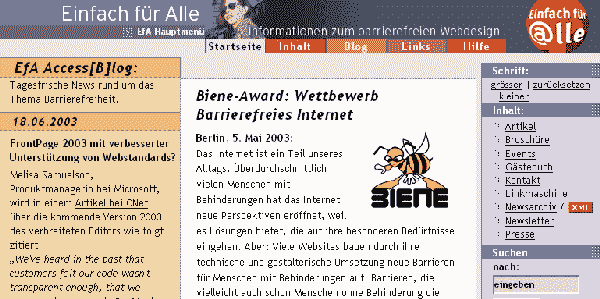 Einfach für Alle
EfA Hauptmenü
Informationen zum barrierefreien Webdesign
Einfach für
@lle
Startseite
Inhalt
Blog
Links
Hilfe
EfA Access[B]log:
Tagesfrische News rund um das
Thema Barrierefreiheit.
18.06.2003
FrontPage 2003 mit verbesserter
Unterstützung von Webstandards?
Melisa Samuelson,
Produktmanagerin bei Microsoft,
wird in einem Artikel bei CNet
über die kommende Version 2003
des verbreiteten Editors wie folgt
zitiert:
„We've heard in the past that
customers felt our code wasn't
transparent enough, that we
Biene-Award: Wettbewerb
Barrierefreies Internet
Berlin, 5. Mai 2003:
Das Internet ist ein Teil unseres
Alltags. Überdurchschnittlich
vielen Menschen mit
Behinderungen hat das Internet
neue Perspektiven eröffnet, weil
es Lösungen bietet, die auf ihre besonderen Bedürfnisse
eingehen. Aber: Viele Websites bauen durch ihre
technische und gestalterische Umsetzung neue Barrieren
für Menschen mit Behinderungen auf. Barrieren, die
vielleicht auch schon Menschen ohne Behinderung die
BIENE
Schrift:
grösser | zurücksetzen
| kleiner
Inhalt:
Artikel
Broschüre
Events
Gästebuch
Kontakt
Linkmaschine
Newsarchiv / XML
Newsletter
Presse
Suchen
nach:
eingeben